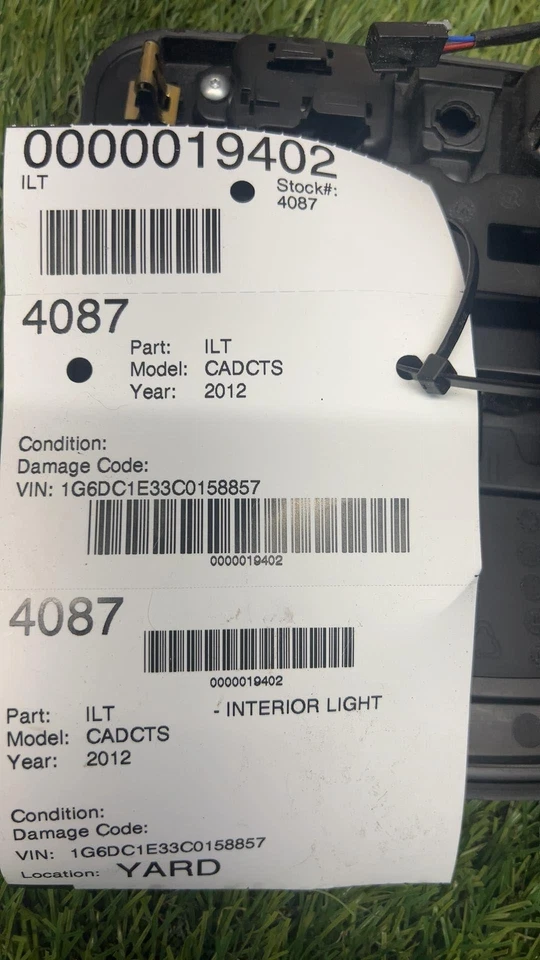 0000019402
ILT
Stock#:
4087
4087
Part: ILT
Model: CADCTS
Year: 2012
Condition:
Damage Code:
VIN: 1G6DC1E33C0158857
0000019402
4087
0000019402
Part: ILT - INTERIOR LIGHT
Model: CADCTS
Year: 2012
Condition:
Damage Code:
VIN: 1G6DC1E33C0158857
Location: YARD